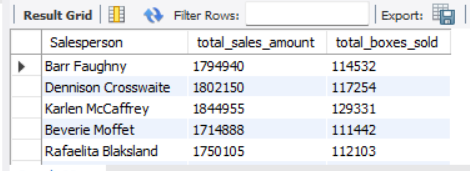 Result Grid Filter Rows: Export:
Salesperson total_sales_amount total_boxes_sold
Barr Faughny 1794940 114532
Dennison Crosswaite 1802150 117254
Karlen McCaffrey 1844955 129331
Beverie Moffet 1714888 111442
Rafaelita Blaksland 1750105 112103